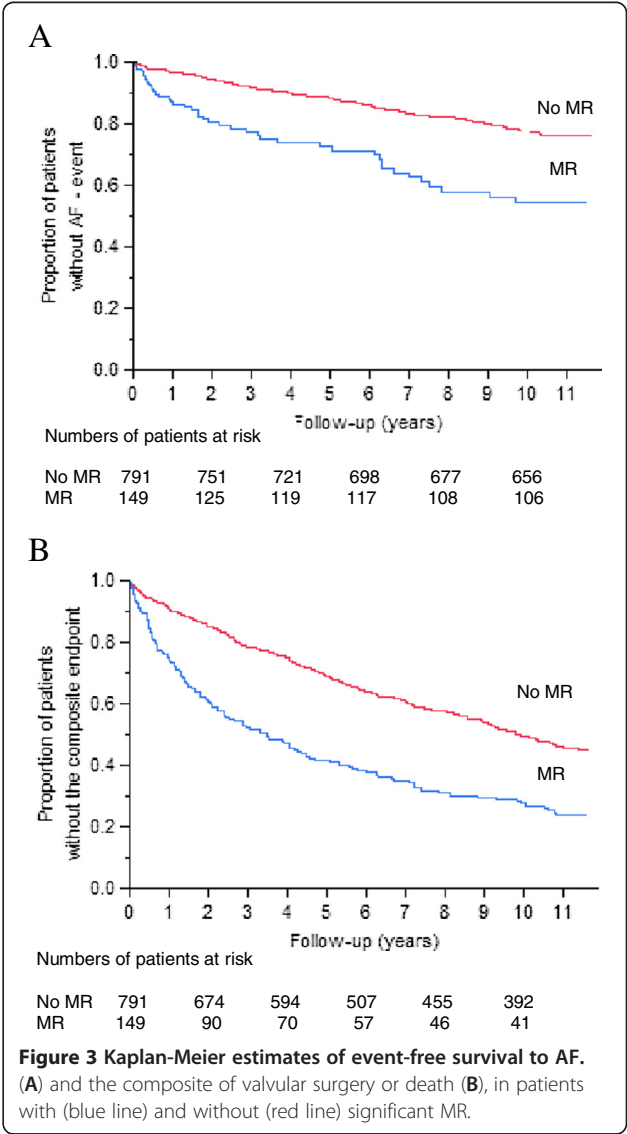 A
Proportion of patients
without AF - event
1.0
0.8
0.6
0.4
0.2
0.0
No MR
MR
0 1 2 3 4 5 6 7 8 9 10 11
Follow-up (years)
Numbers of patients at risk
No MR 791 751 721 698 677 656
MR 149 125 119 117 108 106
B
Proportion of patients
without the composite endpoint
1.0
0.8
0.6
0.4
0.2
0.0
No MR
MR
0 1 2 3 4 5 6 7 8 9 10 11
Follow-up (years)
Numbers of patients at risk
No MR 791 674 594 507 455 392
MR 149 90 70 57 46 41
Figure 3 Kaplan-Meier estimates of event-free survival to AF.
(A) and the composite of valvular surgery or death (B), in patients
with (blue line) and without (red line) significant MR.